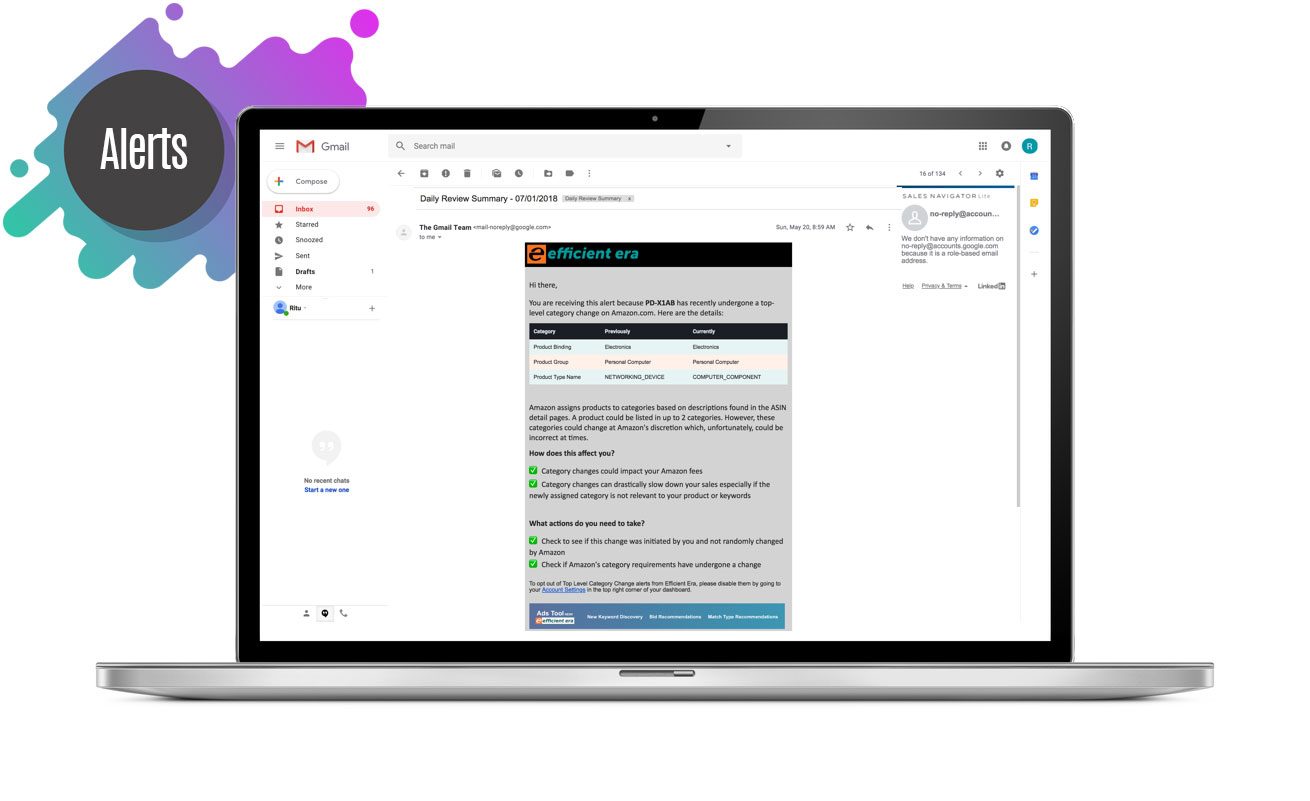 Alerts
Gmail
Search mail
R
Compose
16 of 134
Inbox 96
Starred
Snoozed
Sent
Drafts 1
More
Ritu
No recent chats
Start a new one
Daily Review Summary - 07/01/2018 Daily Review Summary x
The Gmail Team <mail-noreply@google.com> Sun, May 20, 8:59 AM
to me
SALES NAVIGATOR Lite
no-reply@accoun...
We don't have any information on
no-reply@accounts.google.com
because it is a role-based email
address.
Help Privacy & Terms LinkedIn
e efficient era
Hi there,
You are receiving this alert because PD-X1AB has recently undergone a top-
level category change on Amazon.com. Here are the details:
Category Previously Currently
Product Binding Electronics Electronics
Product Group Personal Computer Personal Computer
Product Type Name NETWORKING_DEVICE COMPUTER_COMPONENT
Amazon assigns products to categories based on descriptions found in the ASIN
detail pages. A product could be listed in up to 2 categories. However, these
categories could change at Amazon's discretion which, unfortunately, could be
incorrect at times.
How does this affect you?
Category changes could impact your Amazon fees
Category changes can drastically slow down your sales especially if the
newly assigned category is not relevant to your product or keywords
What actions do you need to take?
Check to see if this change was initiated by you and not randomly changed
by Amazon
Check if Amazon's category requirements have undergone a change
To opt out of Top Level Category Change alerts from Efficient Era, please disable them by going to
your Account Settings in the top right corner of your dashboard.
Ads Tool
e efficient era
New Keyword Discovery Bid Recommendations Match Type Recommendations